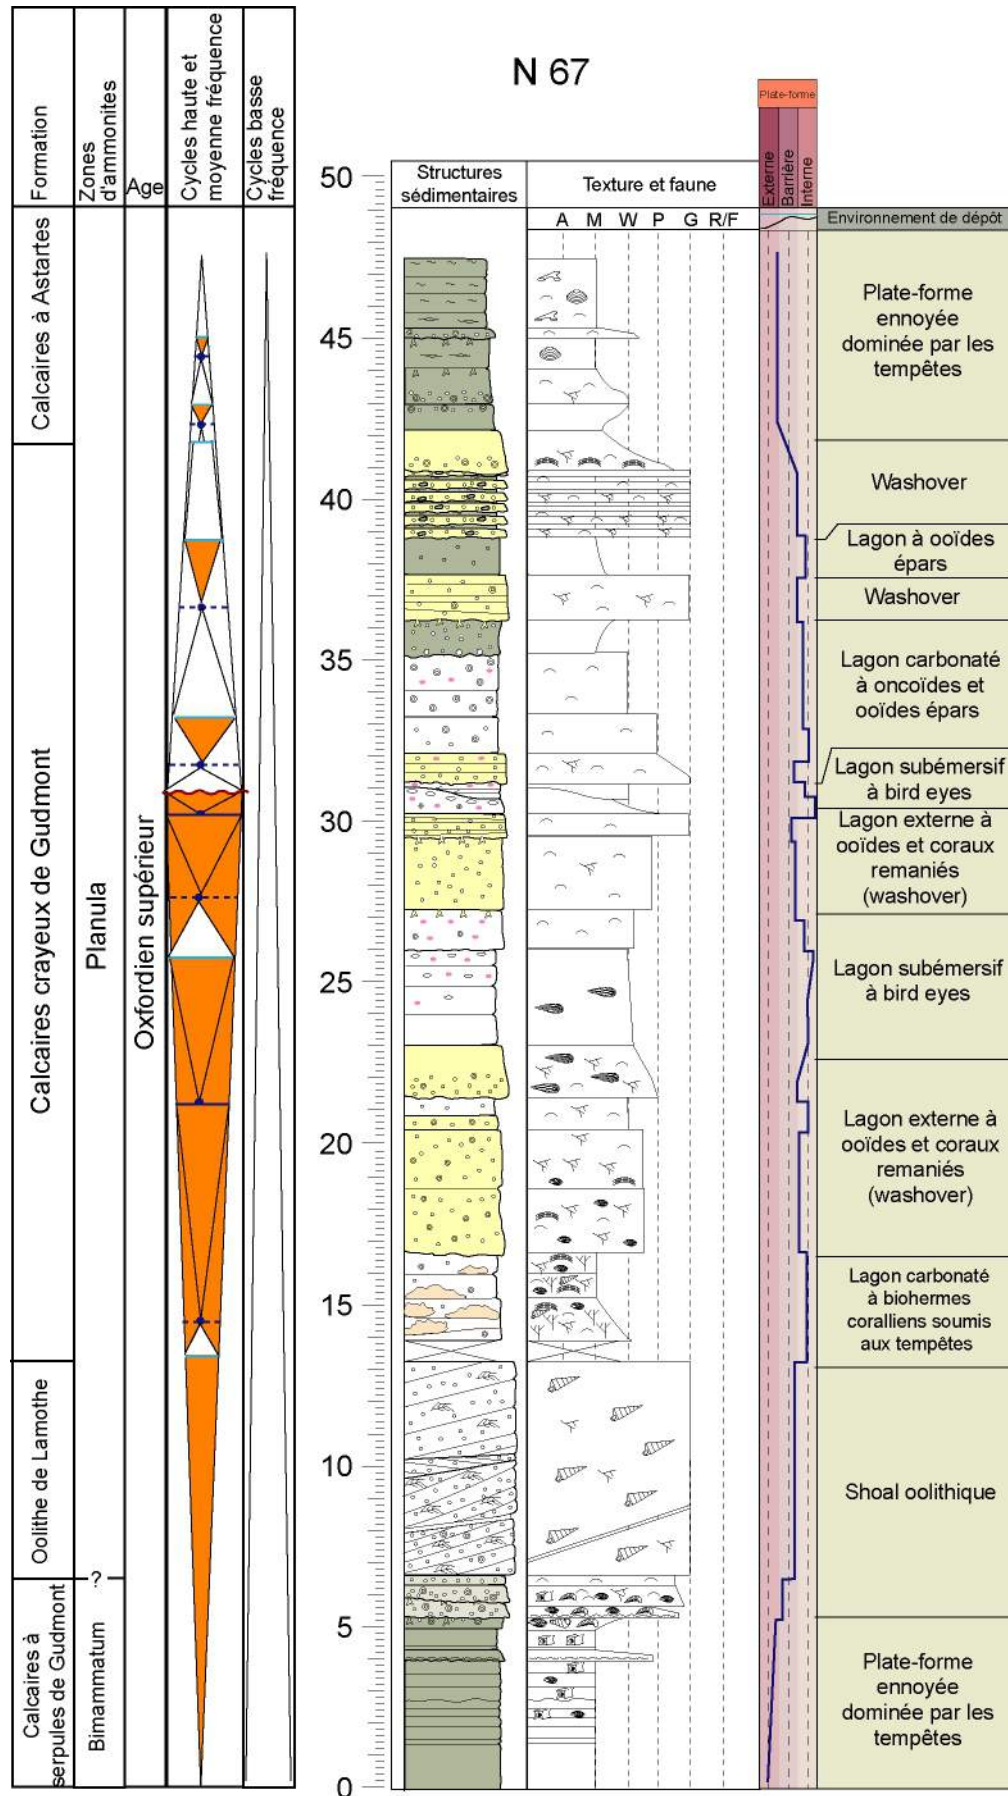 N 67
Formation
Zones
d'ammonites
Age
Cycles haute et
moyenne fréquence
Cycles basse
fréquence
Structures
sédimentaires
Texture et faune
Plate-forme
Externe
Barrière
Interne
A M W P G R/F
Environnement de dépôt
Calcaires à Astartes
Calcaires crayeux de Gudmont
Oolithe de Lamothe
Calcaires à
serpules de Gudmont
Planula
?
Bimammatum
Oxfordien supérieur
50
45
40
35
30
25
20
15
10
5
0
Plate-forme
ennoyée
dominée par les
tempêtes
Washover
Lagon à ooïdes
épars
Washover
Lagon carbonaté
à oncoïdes et
ooïdes épars
Lagon subémersif
à bird eyes
Lagon externe à
ooïdes et coraux
remaniés
(washover)
Lagon subémersif
à bird eyes
Lagon externe à
ooïdes et coraux
remaniés
(washover)
Lagon carbonaté
à biohermes
coralliens soumis
aux tempêtes
Shoal oolithique
Plate-forme
ennoyée
dominée par les
tempêtes